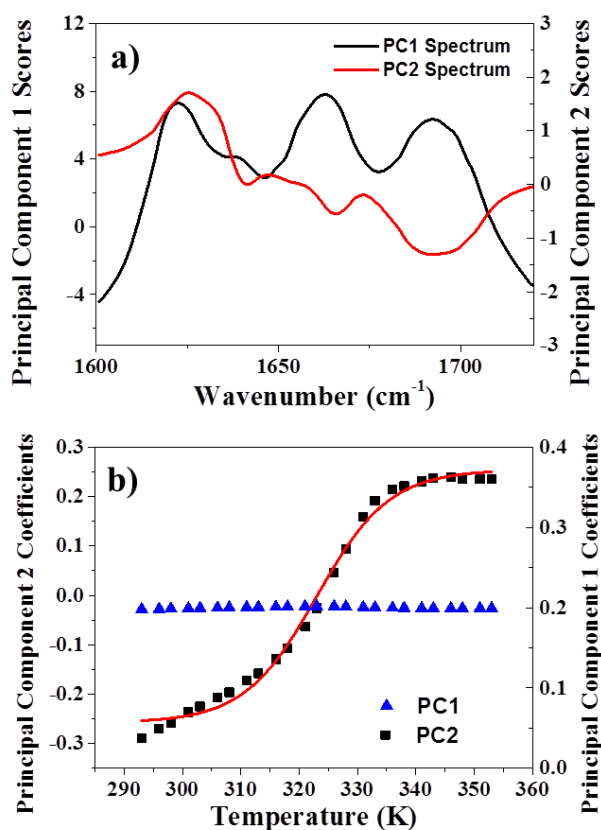 a)
PC1 Spectrum
PC2 Spectrum
Principal Component 1 Scores
12
8
4
0
-4
Principal Component 2 Scores
3
2
1
0
-1
-2
-3
1600 1650 1700
Wavenumber (cm-1)
b)
PC1
PC2
Principal Component 2 Coefficients
0.3
0.2
0.1
0.0
-0.1
-0.2
-0.3
Principal Component 1 Coefficients
0.4
0.3
0.2
0.1
0.0
290 300 310 320 330 340 350 360
Temperature (K)